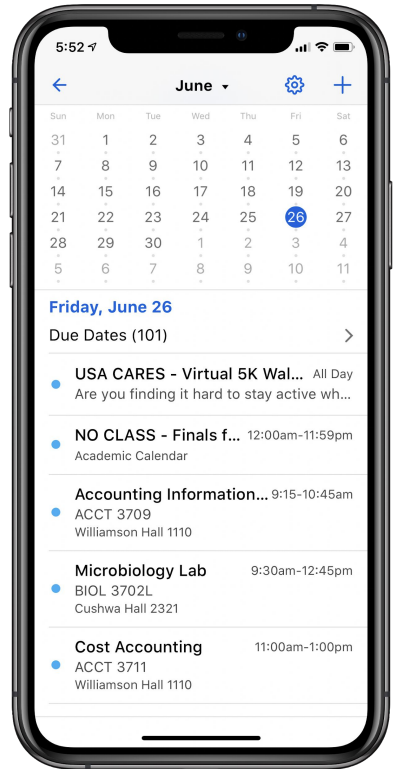 5:52
June
Sun Mon Tue Wed Thu Fri Sat
31 1 2 3 4 5 6
7 8 9 10 11 12 13
14 15 16 17 18 19 20
21 22 23 24 25 26 27
28 29 30 1 2 3 4
5 6 7 8 9 10 11
Friday, June 26
Due Dates (101)
USA CARES - Virtual 5K Wal... All Day
Are you finding it hard to stay active wh...
NO CLASS - Finals f... 12:00am-11:59pm
Academic Calendar
Accounting Information... 9:15-10:45am
ACCT 3709
Williamson Hall 1110
Microbiology Lab 9:30am-12:45pm
BIOL 3702L
Cushwa Hall 2321
Cost Accounting 11:00am-1:00pm
ACCT 3711
Williamson Hall 1110